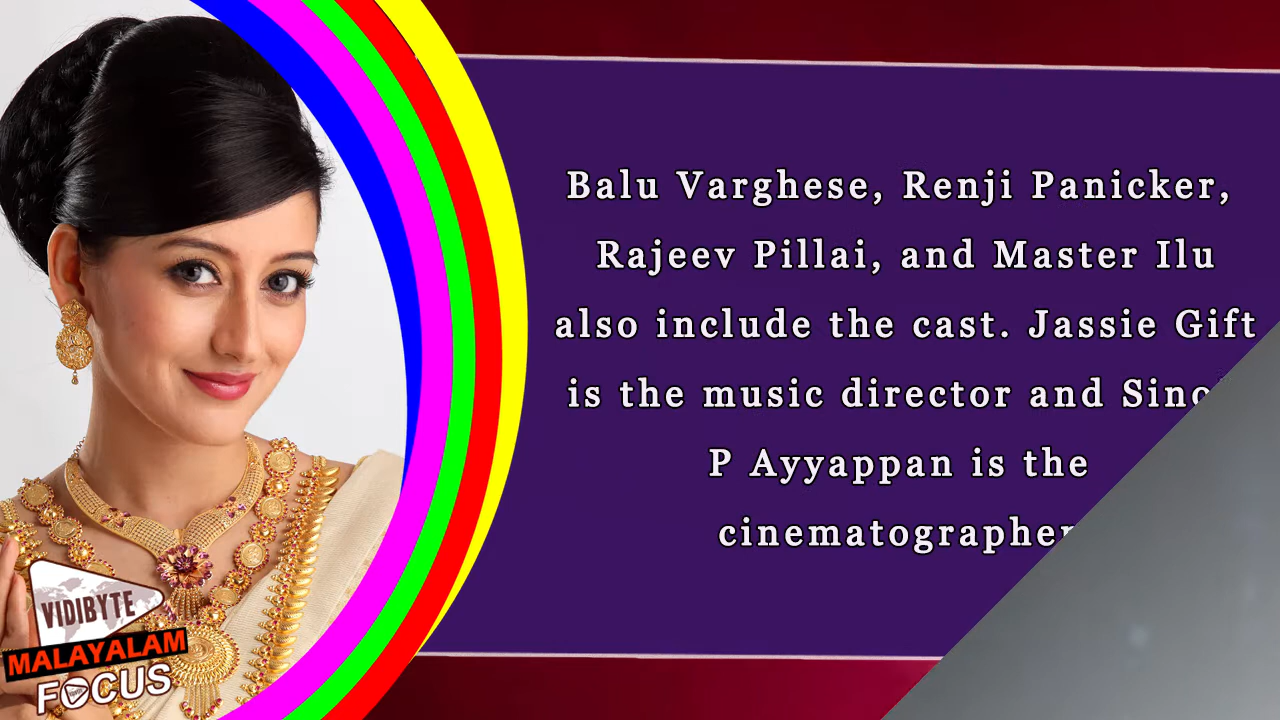 Balu Varghese, Renji Panicker,
Rajeev Pillai, and Master Ilu
also include the cast. Jassie Gift
is the music director and
P Ayyappan is the
cinematographer
VIDIBYTE
MALAYALAM
FOCUS